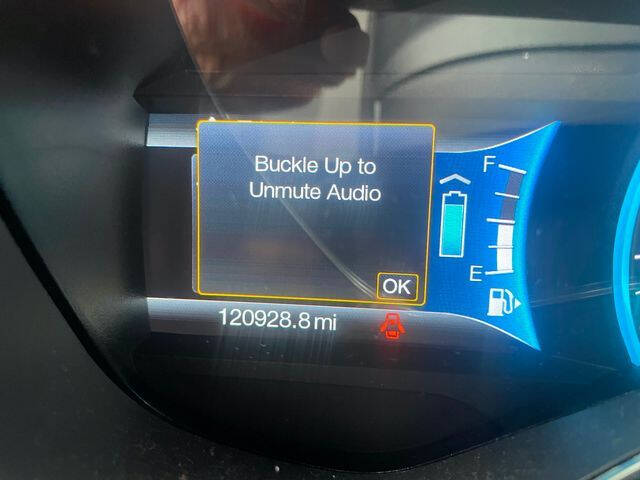 Buckle Up to
Unmute Audio
OK
F
E
120928.8 mi